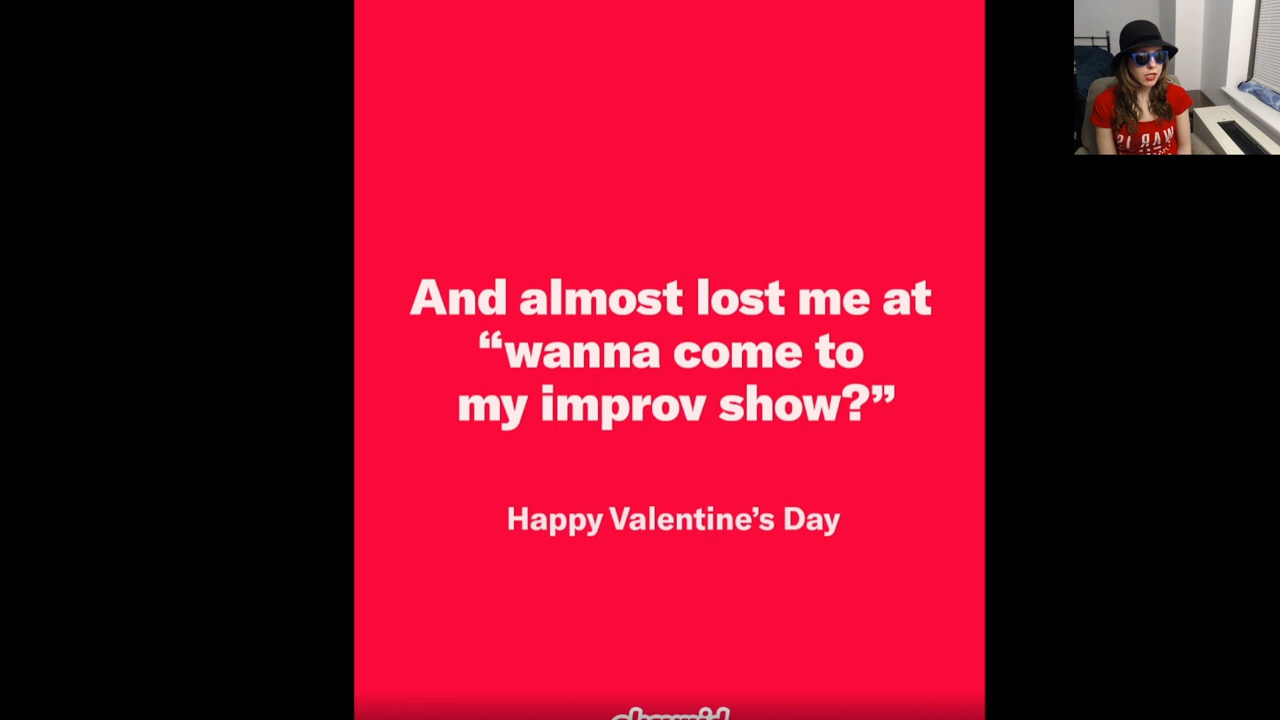 And almost lost me at
“wanna come to
my improv show?”
Happy Valentine’s Day